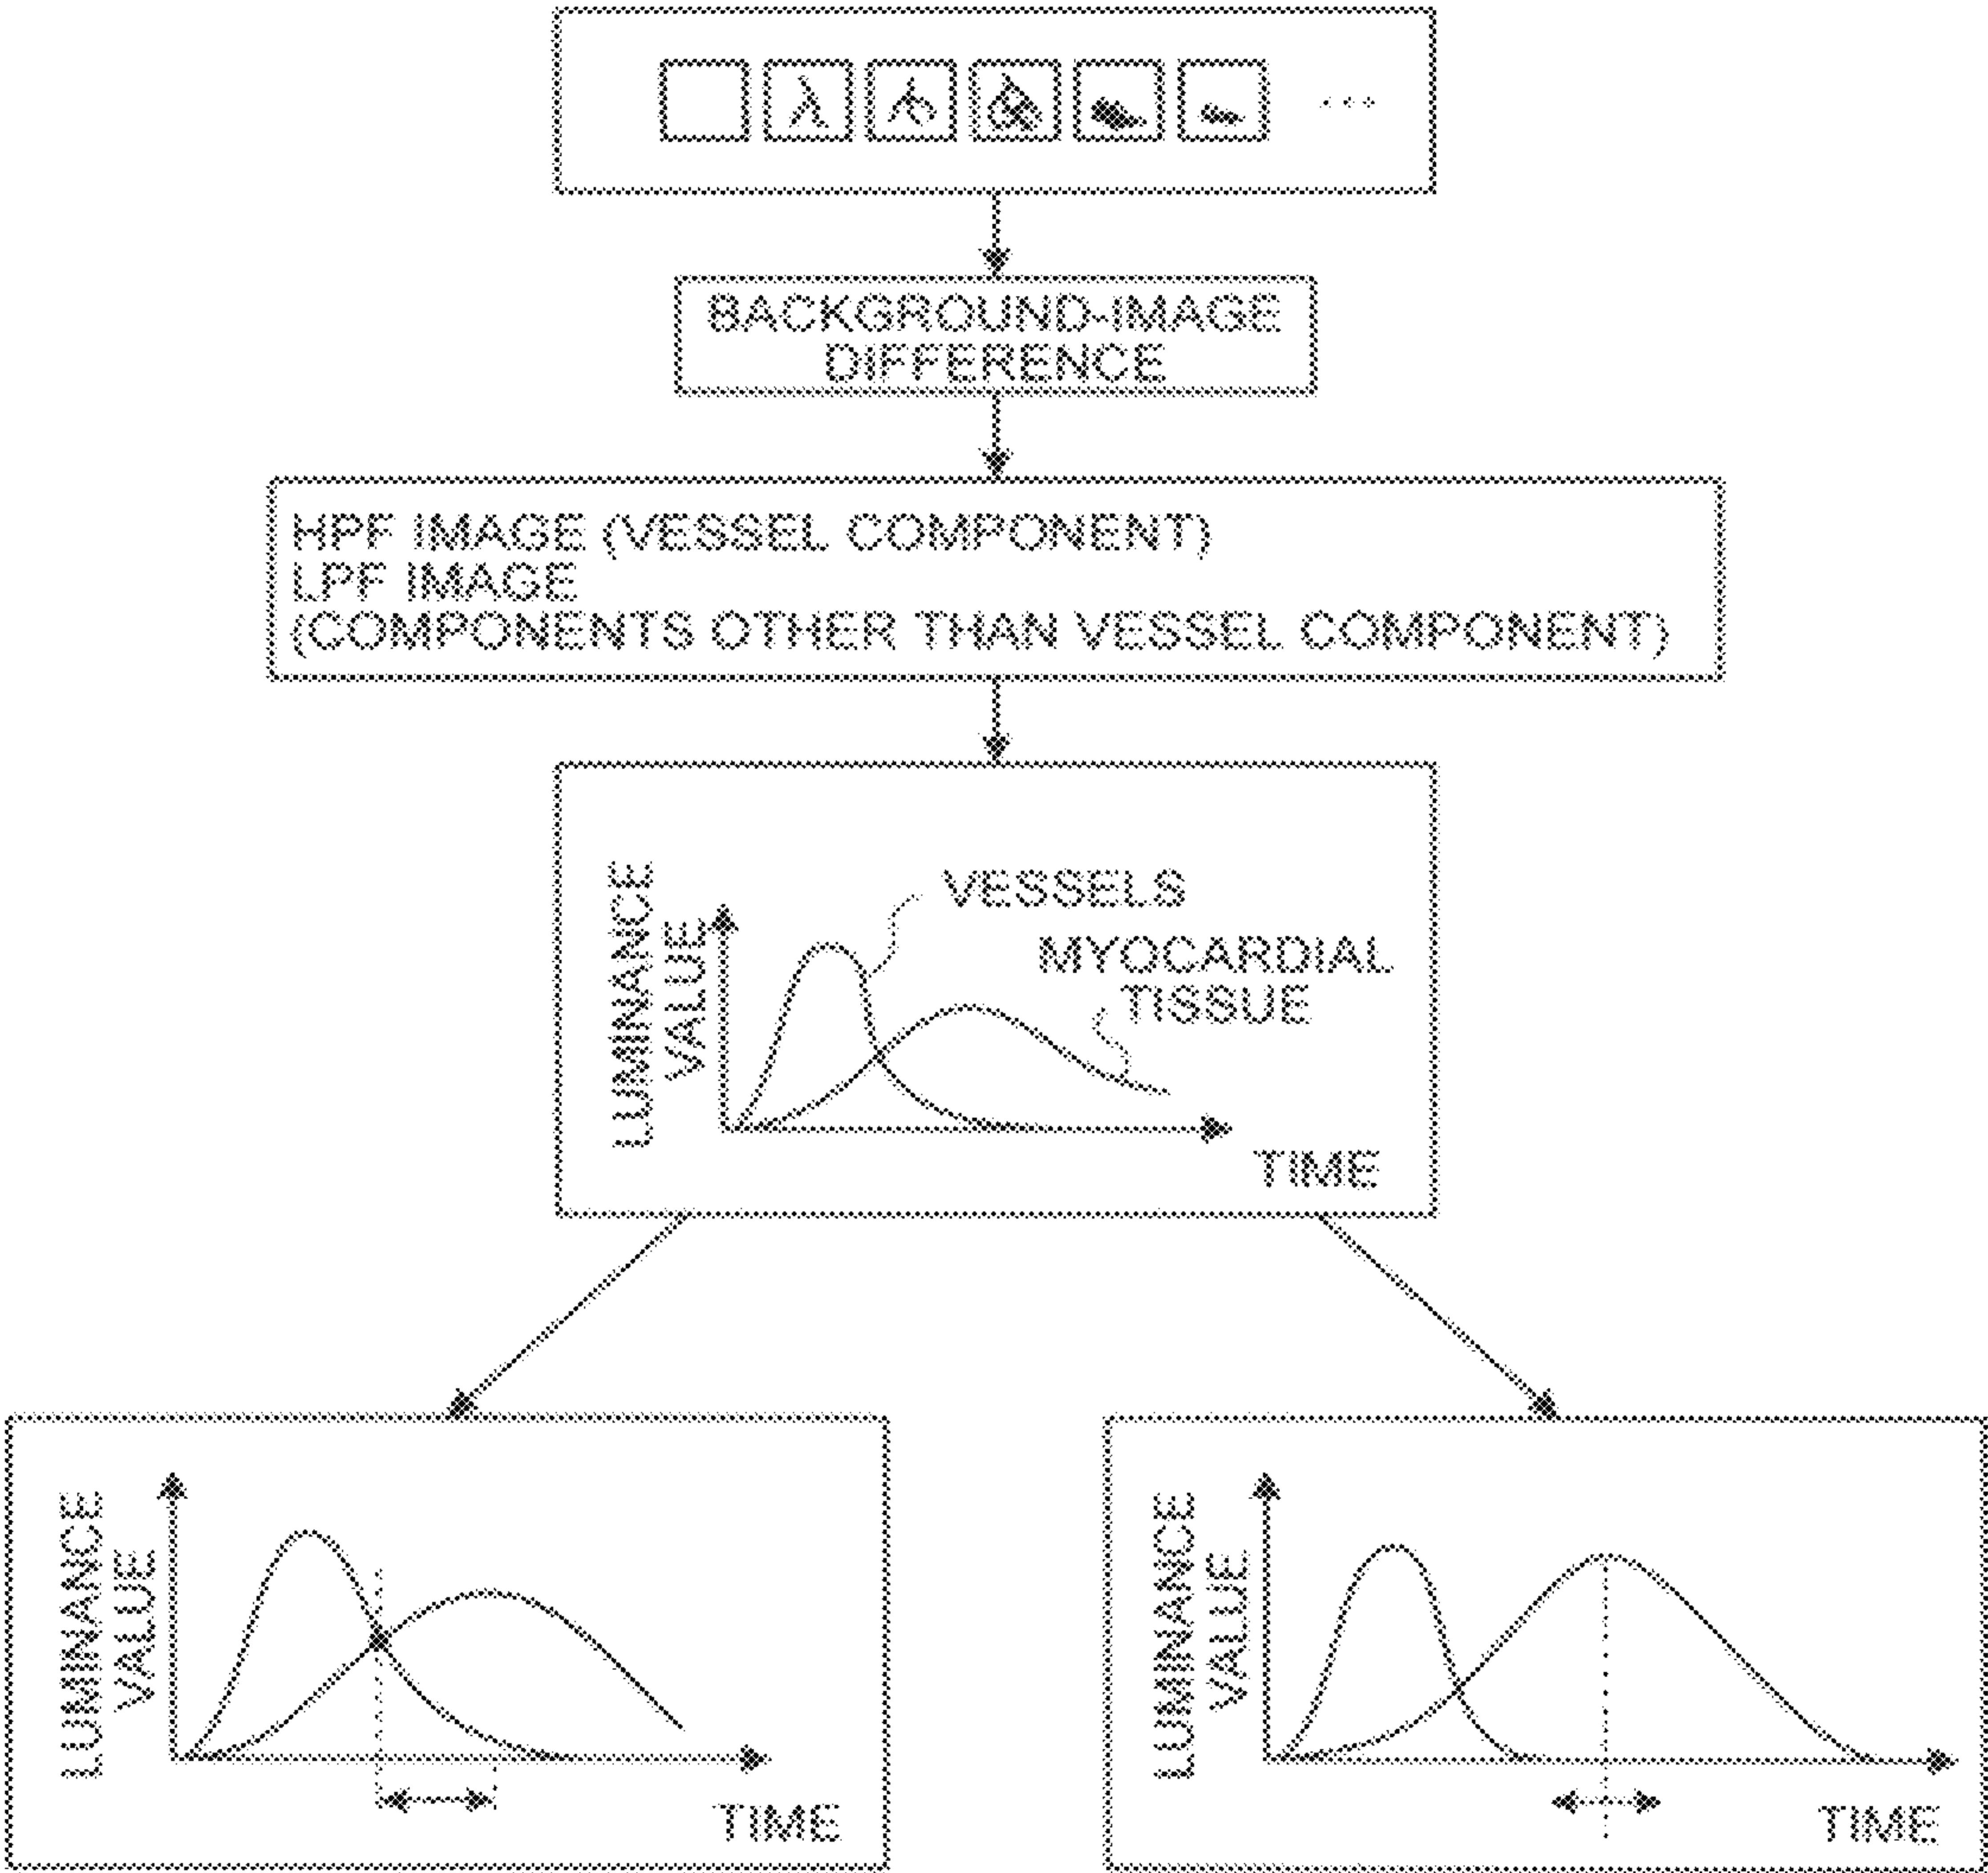 BACKGROUND-IMAGE
DIFFERENCE
HPF IMAGE (VESSEL COMPONENT)
LPF IMAGE
(COMPONENTS OTHER THAN VESSEL COMPONENT)
LUMINANCE
VALUE
VESSELS
MYOCARDIAL
TISSUE
TIME
LUMINANCE
VALUE
TIME
LUMINANCE
VALUE
TIME